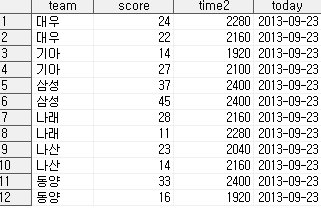 team score time2 today
1 대우 24 2280 2013-09-23
2 대우 22 2160 2013-09-23
3 기아 14 1920 2013-09-23
4 기아 27 2100 2013-09-23
5 삼성 37 2400 2013-09-23
6 삼성 45 2400 2013-09-23
7 나래 28 2160 2013-09-23
8 나래 11 2280 2013-09-23
9 나산 23 2040 2013-09-23
10 나산 14 2160 2013-09-23
11 동양 33 2400 2013-09-23
12 동양 16 1920 2013-09-23